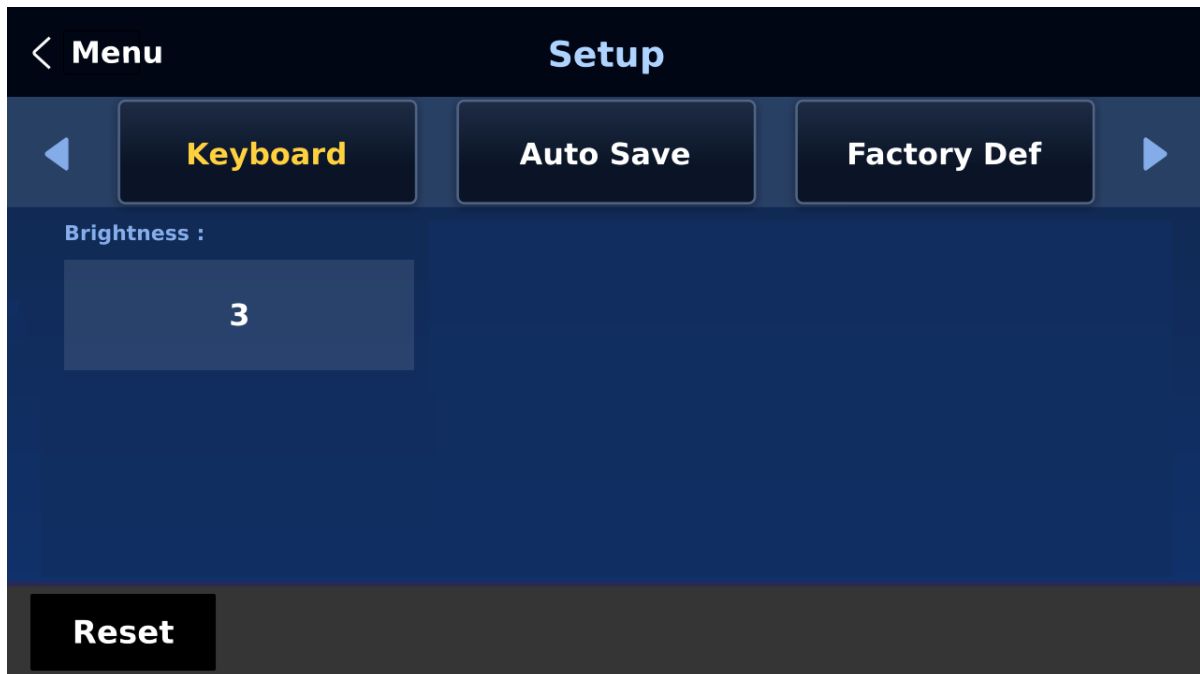 Menu
Setup
Keyboard
Auto Save
Factory Def
Brightness :
3
Reset